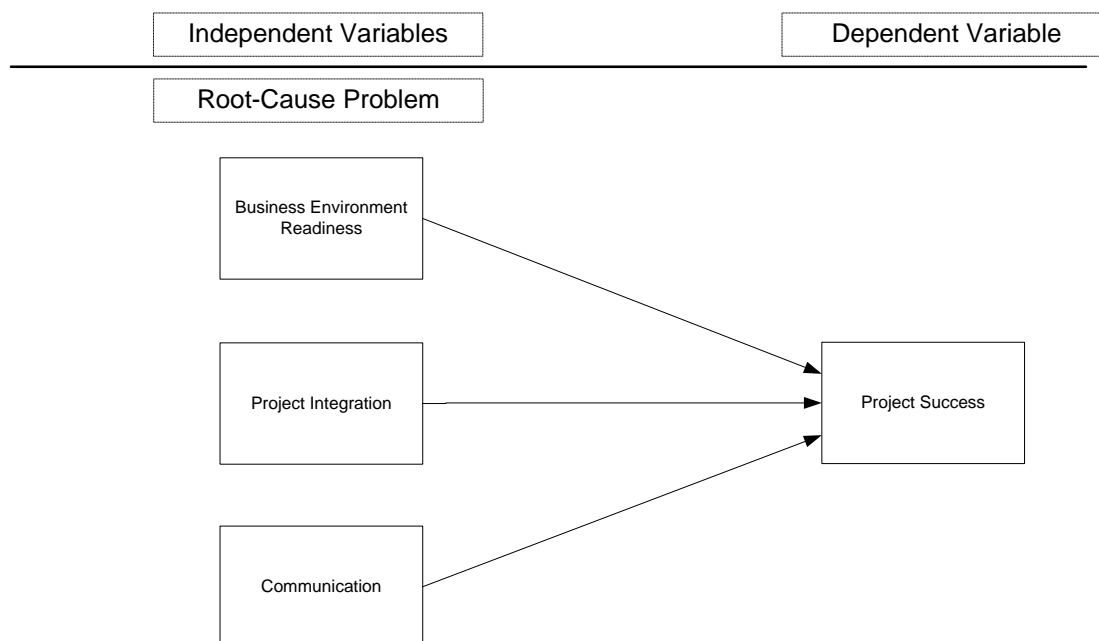 Independent Variables
Dependent Variable
Root-Cause Problem
Business Environment
Readiness
Project Integration
Project Success
Communication